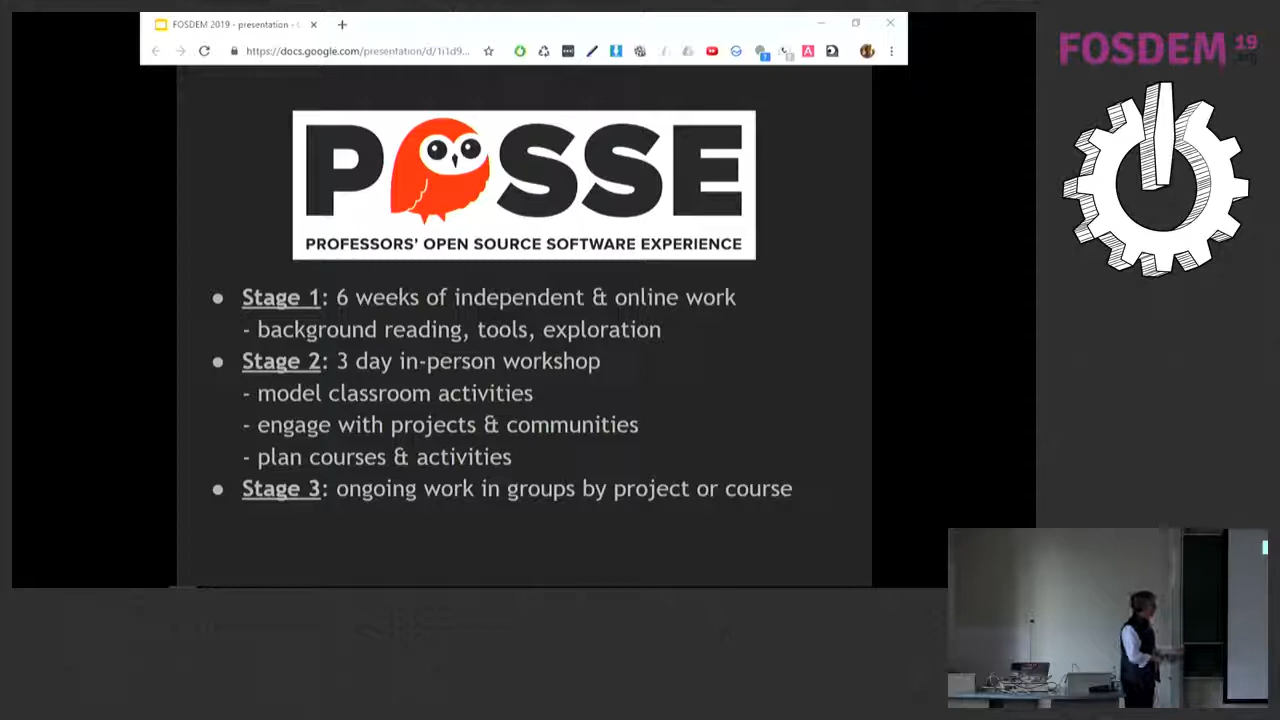 FOSDEM 2019 - presentation -
https://docs.google.com/presentation/d/1i1d9...
FOSDEM 19
.org
POSSE
PROFESSORS' OPEN SOURCE SOFTWARE EXPERIENCE
● Stage 1: 6 weeks of independent & online work
- background reading, tools, exploration
● Stage 2: 3 day in-person workshop
- model classroom activities
- engage with projects & communities
- plan courses & activities
● Stage 3: ongoing work in groups by project or course